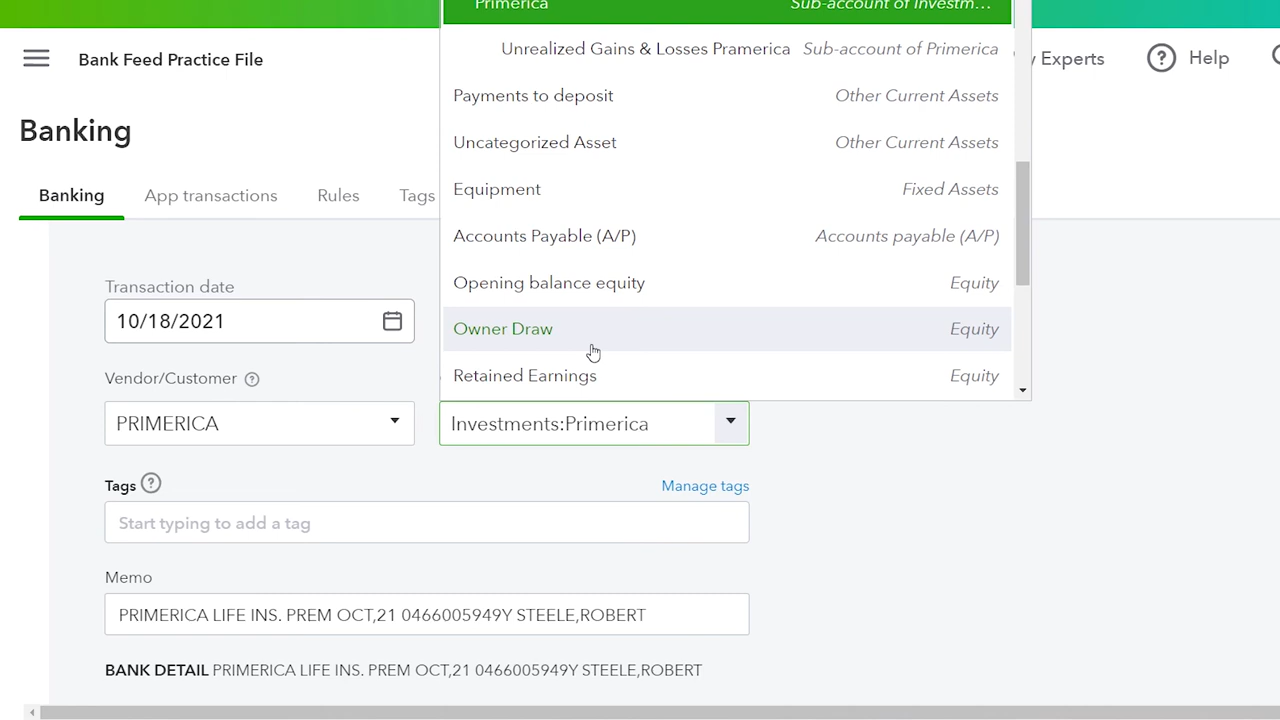 Primerica Sub-account of Investm...
Bank Feed Practice File
Unrealized Gains & Losses Pramerica Sub-account of Primerica
y Experts
Help
Payments to deposit Other Current Assets
Banking
Uncategorized Asset Other Current Assets
Banking App transactions Rules Tags
Equipment Fixed Assets
Accounts Payable (A/P) Accounts payable (A/P)
Opening balance equity Equity
Owner Draw Equity
Retained Earnings Equity
Transaction date
10/18/2021
Vendor/Customer
PRIMERICA
Investments:Primerica
Tags
Manage tags
Start typing to add a tag
Memo
PRIMERICA LIFE INS. PREM OCT,21 0466005949Y STEELE,ROBERT
BANK DETAIL PRIMERICA LIFE INS. PREM OCT,21 0466005949Y STEELE,ROBERT